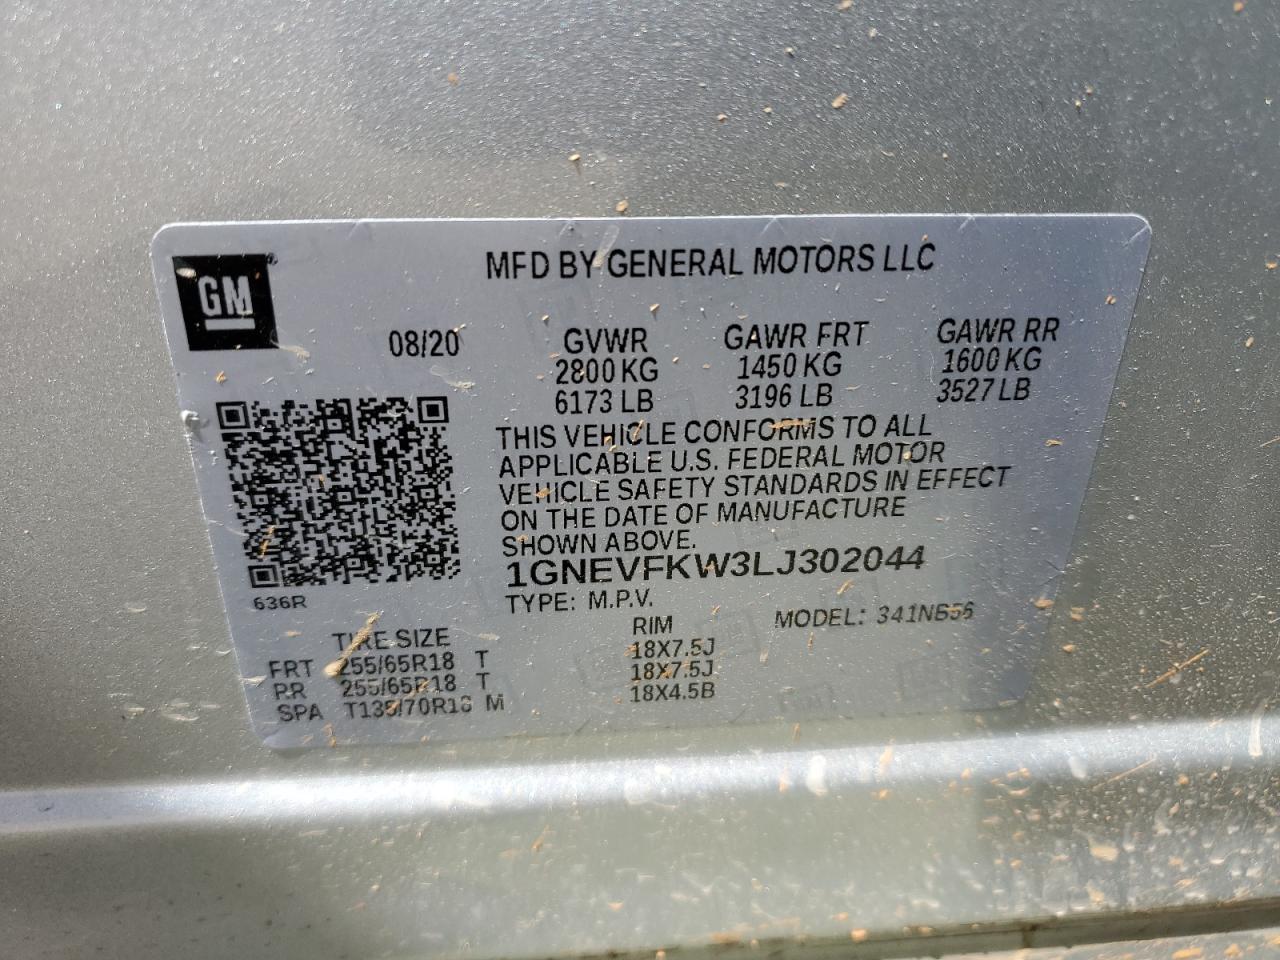 MFD BY GENERAL MOTORS LLC
GM
08/20
GVWR GAWR FRT GAWR RR
2800 KG 1450 KG 1600 KG
6173 LB 3196 LB 3527 LB
THIS VEHICLE CONFORMS TO ALL
APPLICABLE U.S. FEDERAL MOTOR
VEHICLE SAFETY STANDARDS IN EFFECT
ON THE DATE OF MANUFACTURE
SHOWN ABOVE.
1GNEVFKW3LJ302044
636R
TYPE: M.P.V. MODEL:
TIRE SIZE RIM
FRT 255/65R18 T 18X7.5J
RR 255/65R18 T 18X7.5J
SPA M 18X4.5B